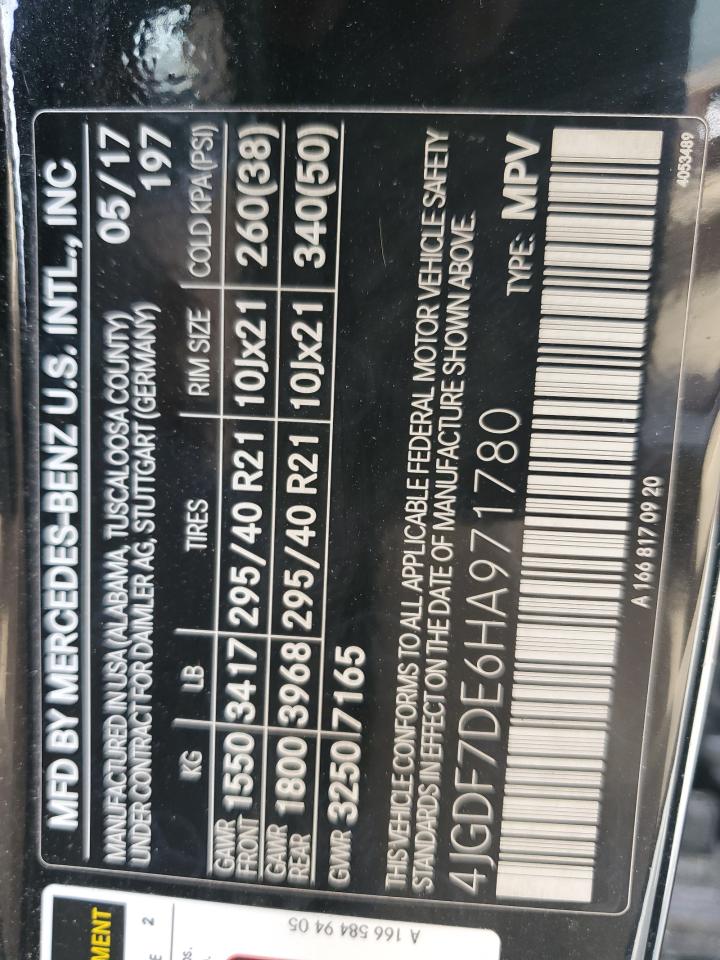 MFD BY MERCEDES-BENZ U.S. INTL., INC
MANUFACTURED IN USA (ALABAMA, TUSCALOOSA COUNTY) 05/17
UNDER CONTRACT FOR DAIMLER AG, STUTTGART (GERMANY) 197
KG LB TIRES RIM SIZE COLD KPA (PSI)
GAWR FRONT 1550 3417 295/40 R21 10Jx21 260(38)
GAWR REAR 1800 3968 295/40 R21 10Jx21 340(50)
GVWR 3250 7165
THIS VEHICLE CONFORMS TO ALL APPLICABLE FEDERAL MOTOR VEHICLE SAFETY
STANDARDS IN EFFECT ON THE DATE OF MANUFACTURE SHOWN ABOVE.
4JGDF7DE6HA971780 TYPE: MPV
A 166 817 09 20 4053489
A 166 584 94 05
MENT
2